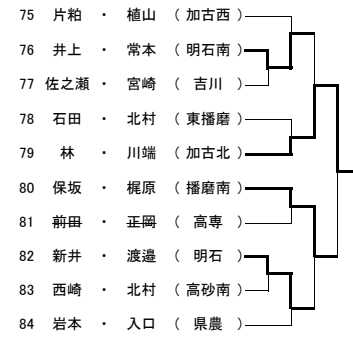 75 片粕 ・ 植山 ( 加古西 )
76 井上 ・ 常本 ( 明石南 )
77 佐之瀬 ・ 宮崎 ( 吉川 )
78 石田 ・ 北村 ( 東播磨 )
79 林 ・ 川端 ( 加古北 )
80 保坂 ・ 梶原 ( 播磨南 )
81 前田 ・ 正岡 ( 高専 )
82 新井 ・ 渡邉 ( 明石 )
83 西崎 ・ 北村 ( 高砂南 )
84 岩本 ・ 入口 ( 県農 )